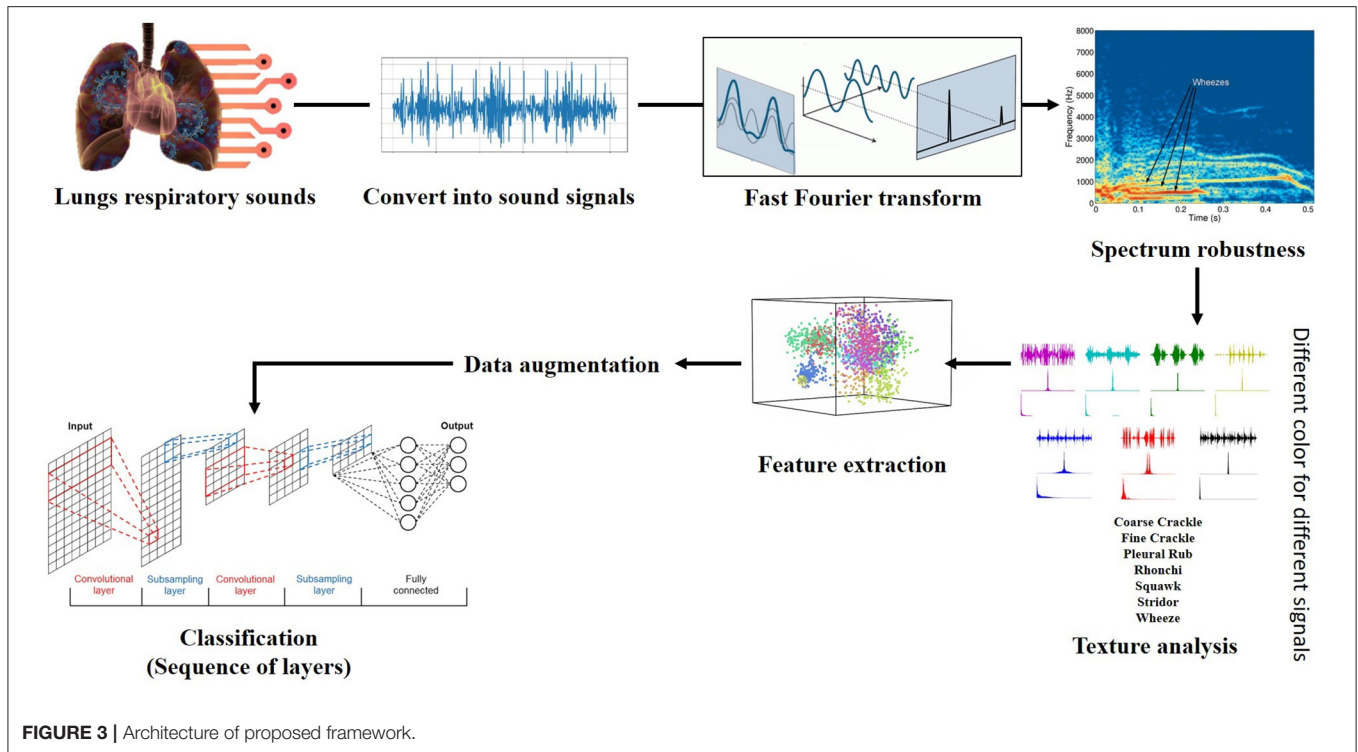 Lungs respiratory sounds
Convert into sound signals
Fast Fourier transform
8000
7000
6000
5000
4000
3000
2000
1000
0
Frequency (Hz)
Wheezes
0
0.1
0.2
0.3
0.4
0.5
Time (s)
Spectrum robustness
Different color for different signals
Coarse Crackle
Fine Crackle
Pleural Rub
Rhonchi
Squawk
Stridor
Wheeze
Texture analysis
Feature extraction
Data augmentation
Input
Output
Convolutional
layer
Subsampling
layer
Convolutional
layer
Subsampling
layer
Fully
connected
Classification
(Sequence of layers)
FIGURE 3 | Architecture of proposed framework.